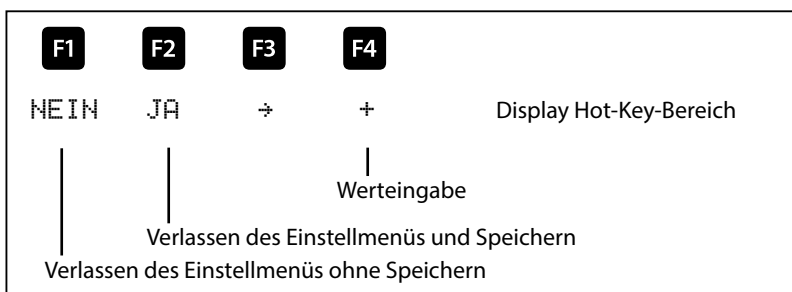 F1 F2 F3 F4
NEIN JA → + Display Hot-Key-Bereich
Werteingabe
Verlassen des Einstellmenüs und Speichern
Verlassen des Einstellmenüs ohne Speichern